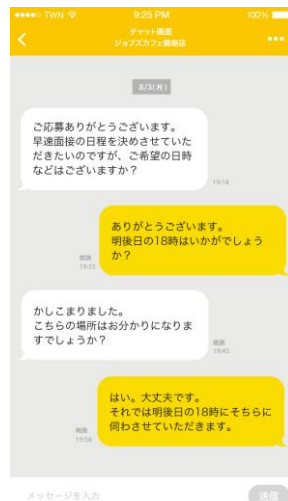 TWN 9:25 PM 100%
チャット画面
ジョブズカフェ銀座店
8/3(月)
ご応募ありがとうございます。
早速面接の日程を決めさせていた
だきたいのですが、ご希望の日時
などはございますか？
19:18
ありがとうございます。
明後日の18時はいかがでしょう
か？
既読
19:35
かしこまりました。
こちらの場所はお分かりになりま
すでしょうか？
既読
19:45
はい。大丈夫です。
それでは明後日の18時にそちらに
伺わさせていただきます。
既読
19:58
メッセージを入力
送信